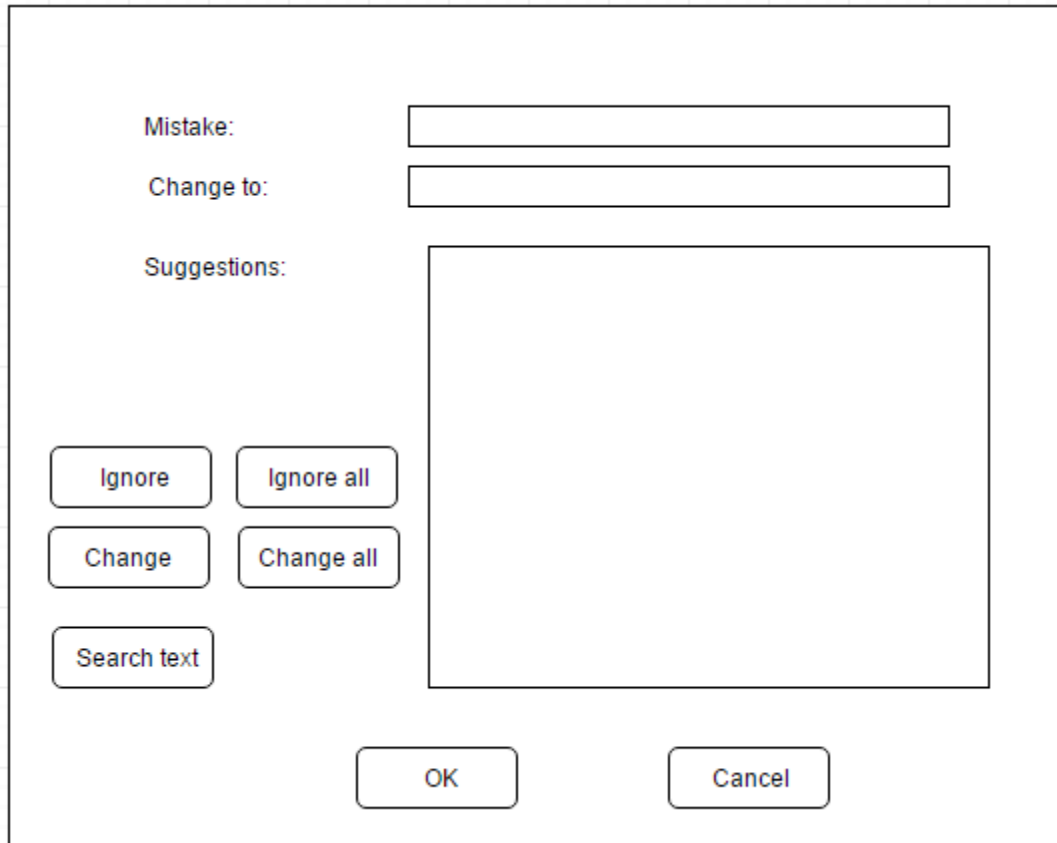 Mistake:
Change to:
Suggestions:
Ignore
Ignore all
Change
Change all
Search text
OK
Cancel